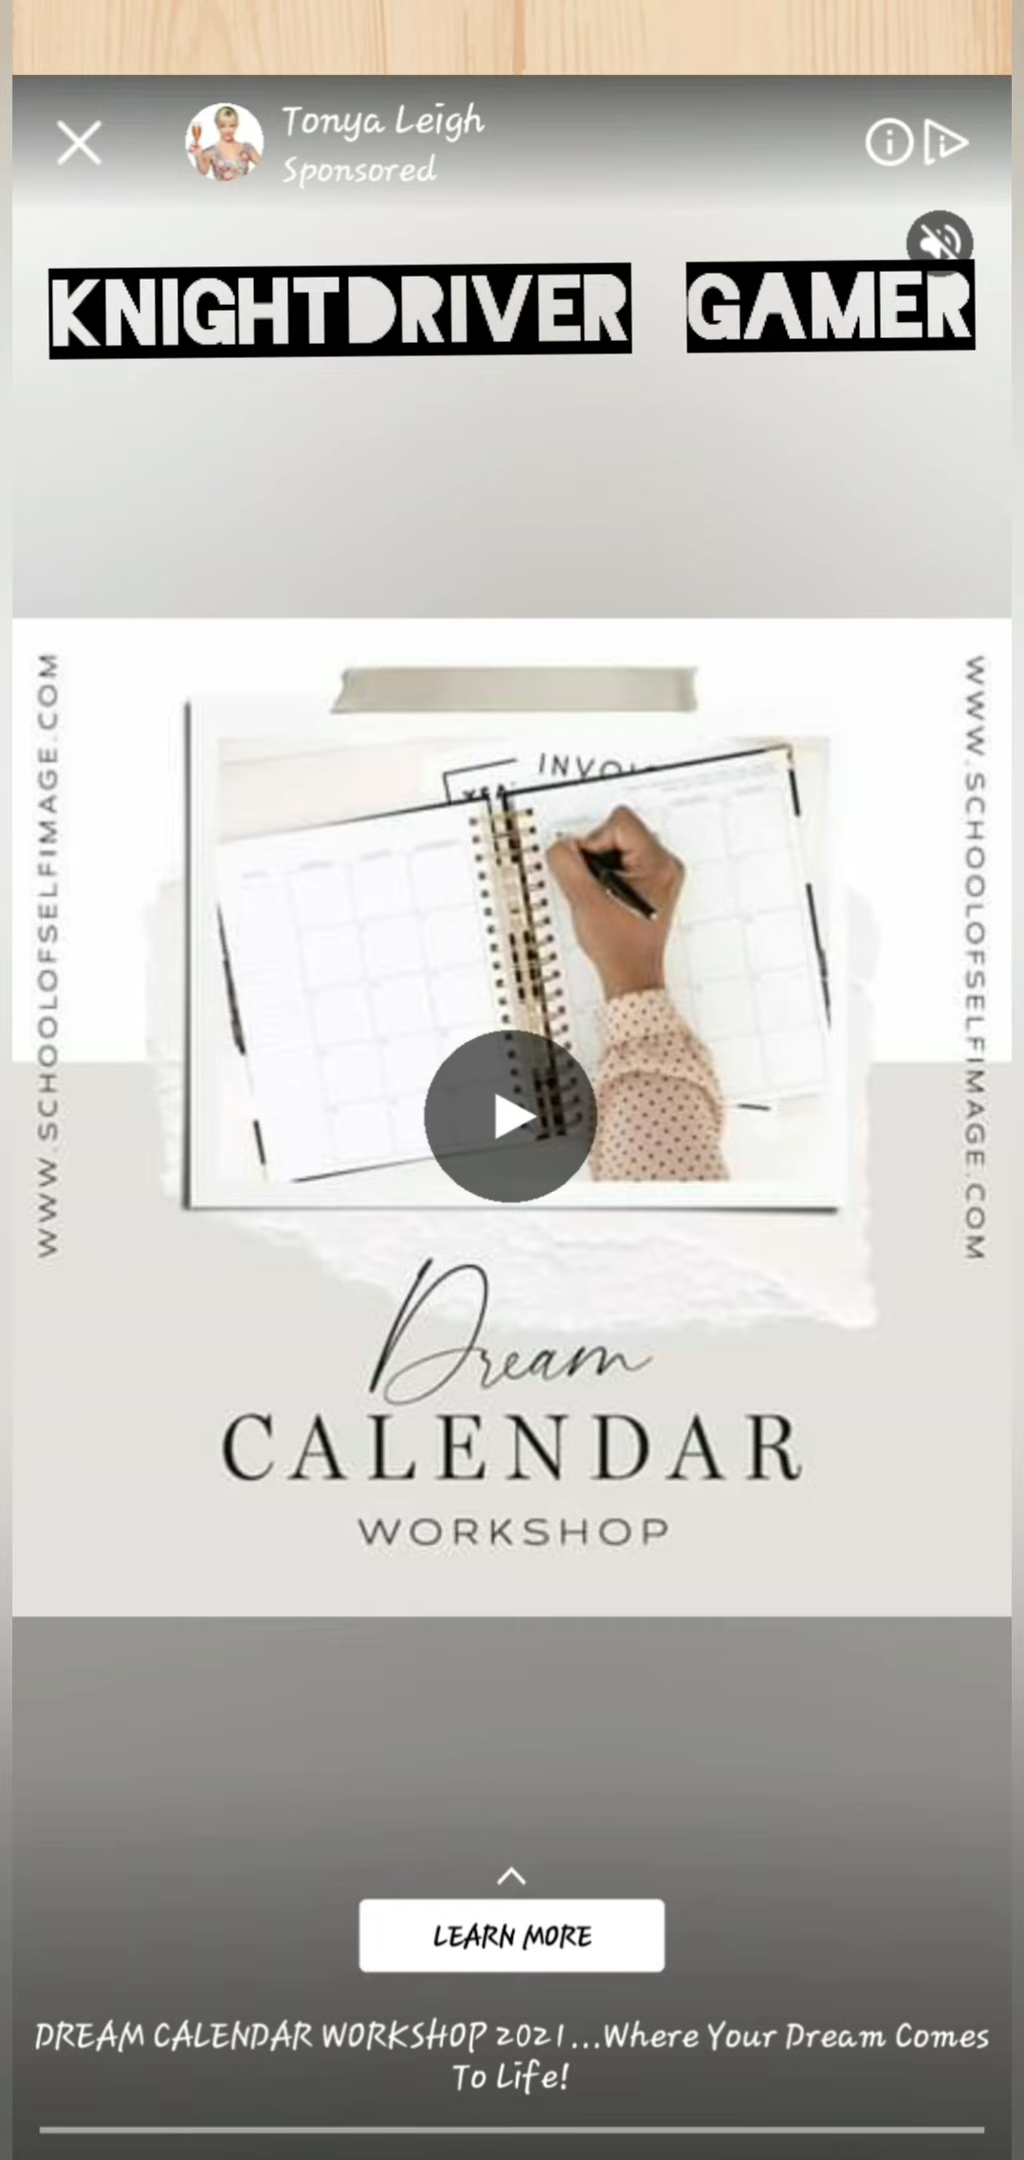 Tonya Leigh
Sponsored
KNIGHTDRIVER GAMER
WWW.SCHOOLOFSELFIMAGE.COM
WWW.SCHOOLOFSELFIMAGE.COM
Dream
CALENDAR
WORKSHOP
LEARN MORE
DREAM CALENDAR WORKSHOP 2021...Where Your Dream Comes
To Life!